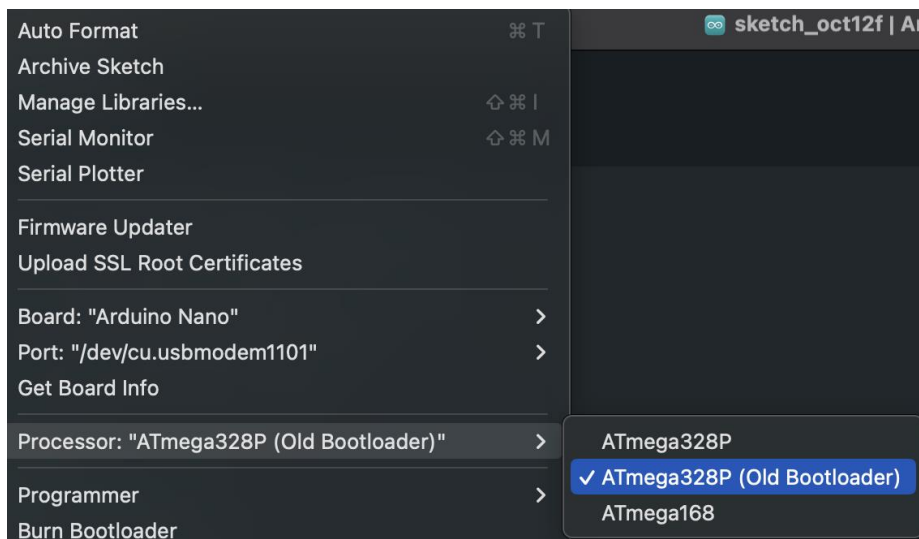 Auto Format ⌘ T
sketch_oct12f | Ar
Archive Sketch
Manage Libraries... ⇧ ⌘ I
Serial Monitor ⇧ ⌘ M
Serial Plotter
Firmware Updater
Upload SSL Root Certificates
Board: "Arduino Nano"
Port: "/dev/cu.usbmodem1101"
Get Board Info
Processor: "ATmega328P (Old Bootloader)"
ATmega328P
✓ ATmega328P (Old Bootloader)
ATmega168
Programmer
Burn Bootloader